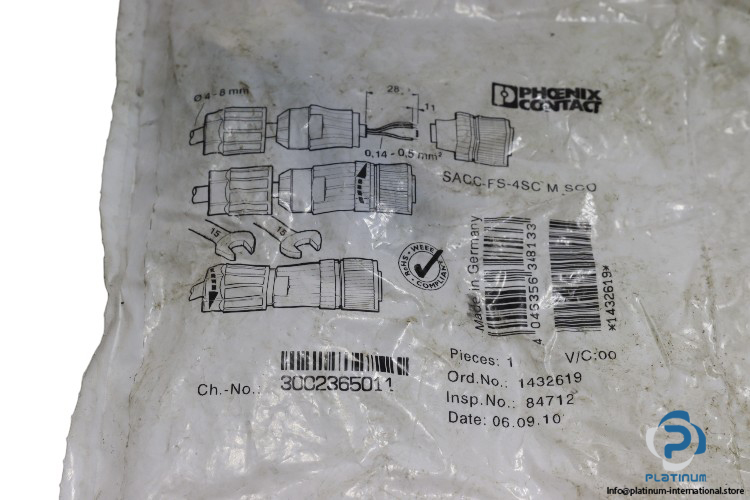 Ø 4 - 8 mm
28
11
PHŒNIX
CONTACT
0,14 - 0,5 mm²
SACC-FS-4SC M SCO
15
15
RoHS · WEEE
COMPLIANT
Made in Germany
4 046356 348133
*1432619*
Pieces: 1
V/C:00
Ord.No.: 1432619
Insp.No.: 84712
Date: 06.09.10
Ch.-No.: 3002365011
PLATINUM
info@platinum-international.store